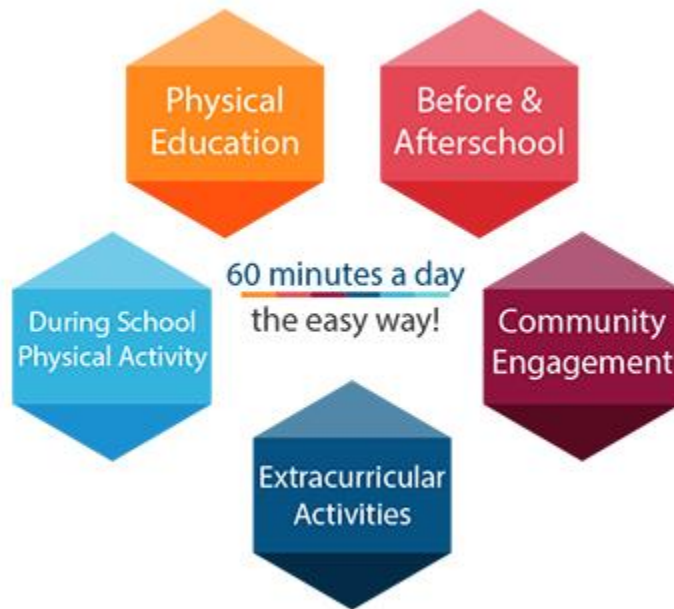 Physical
Education
Before &
Afterschool
60 minutes a day
the easy way!
During School
Physical Activity
Community
Engagement
Extracurricular
Activities